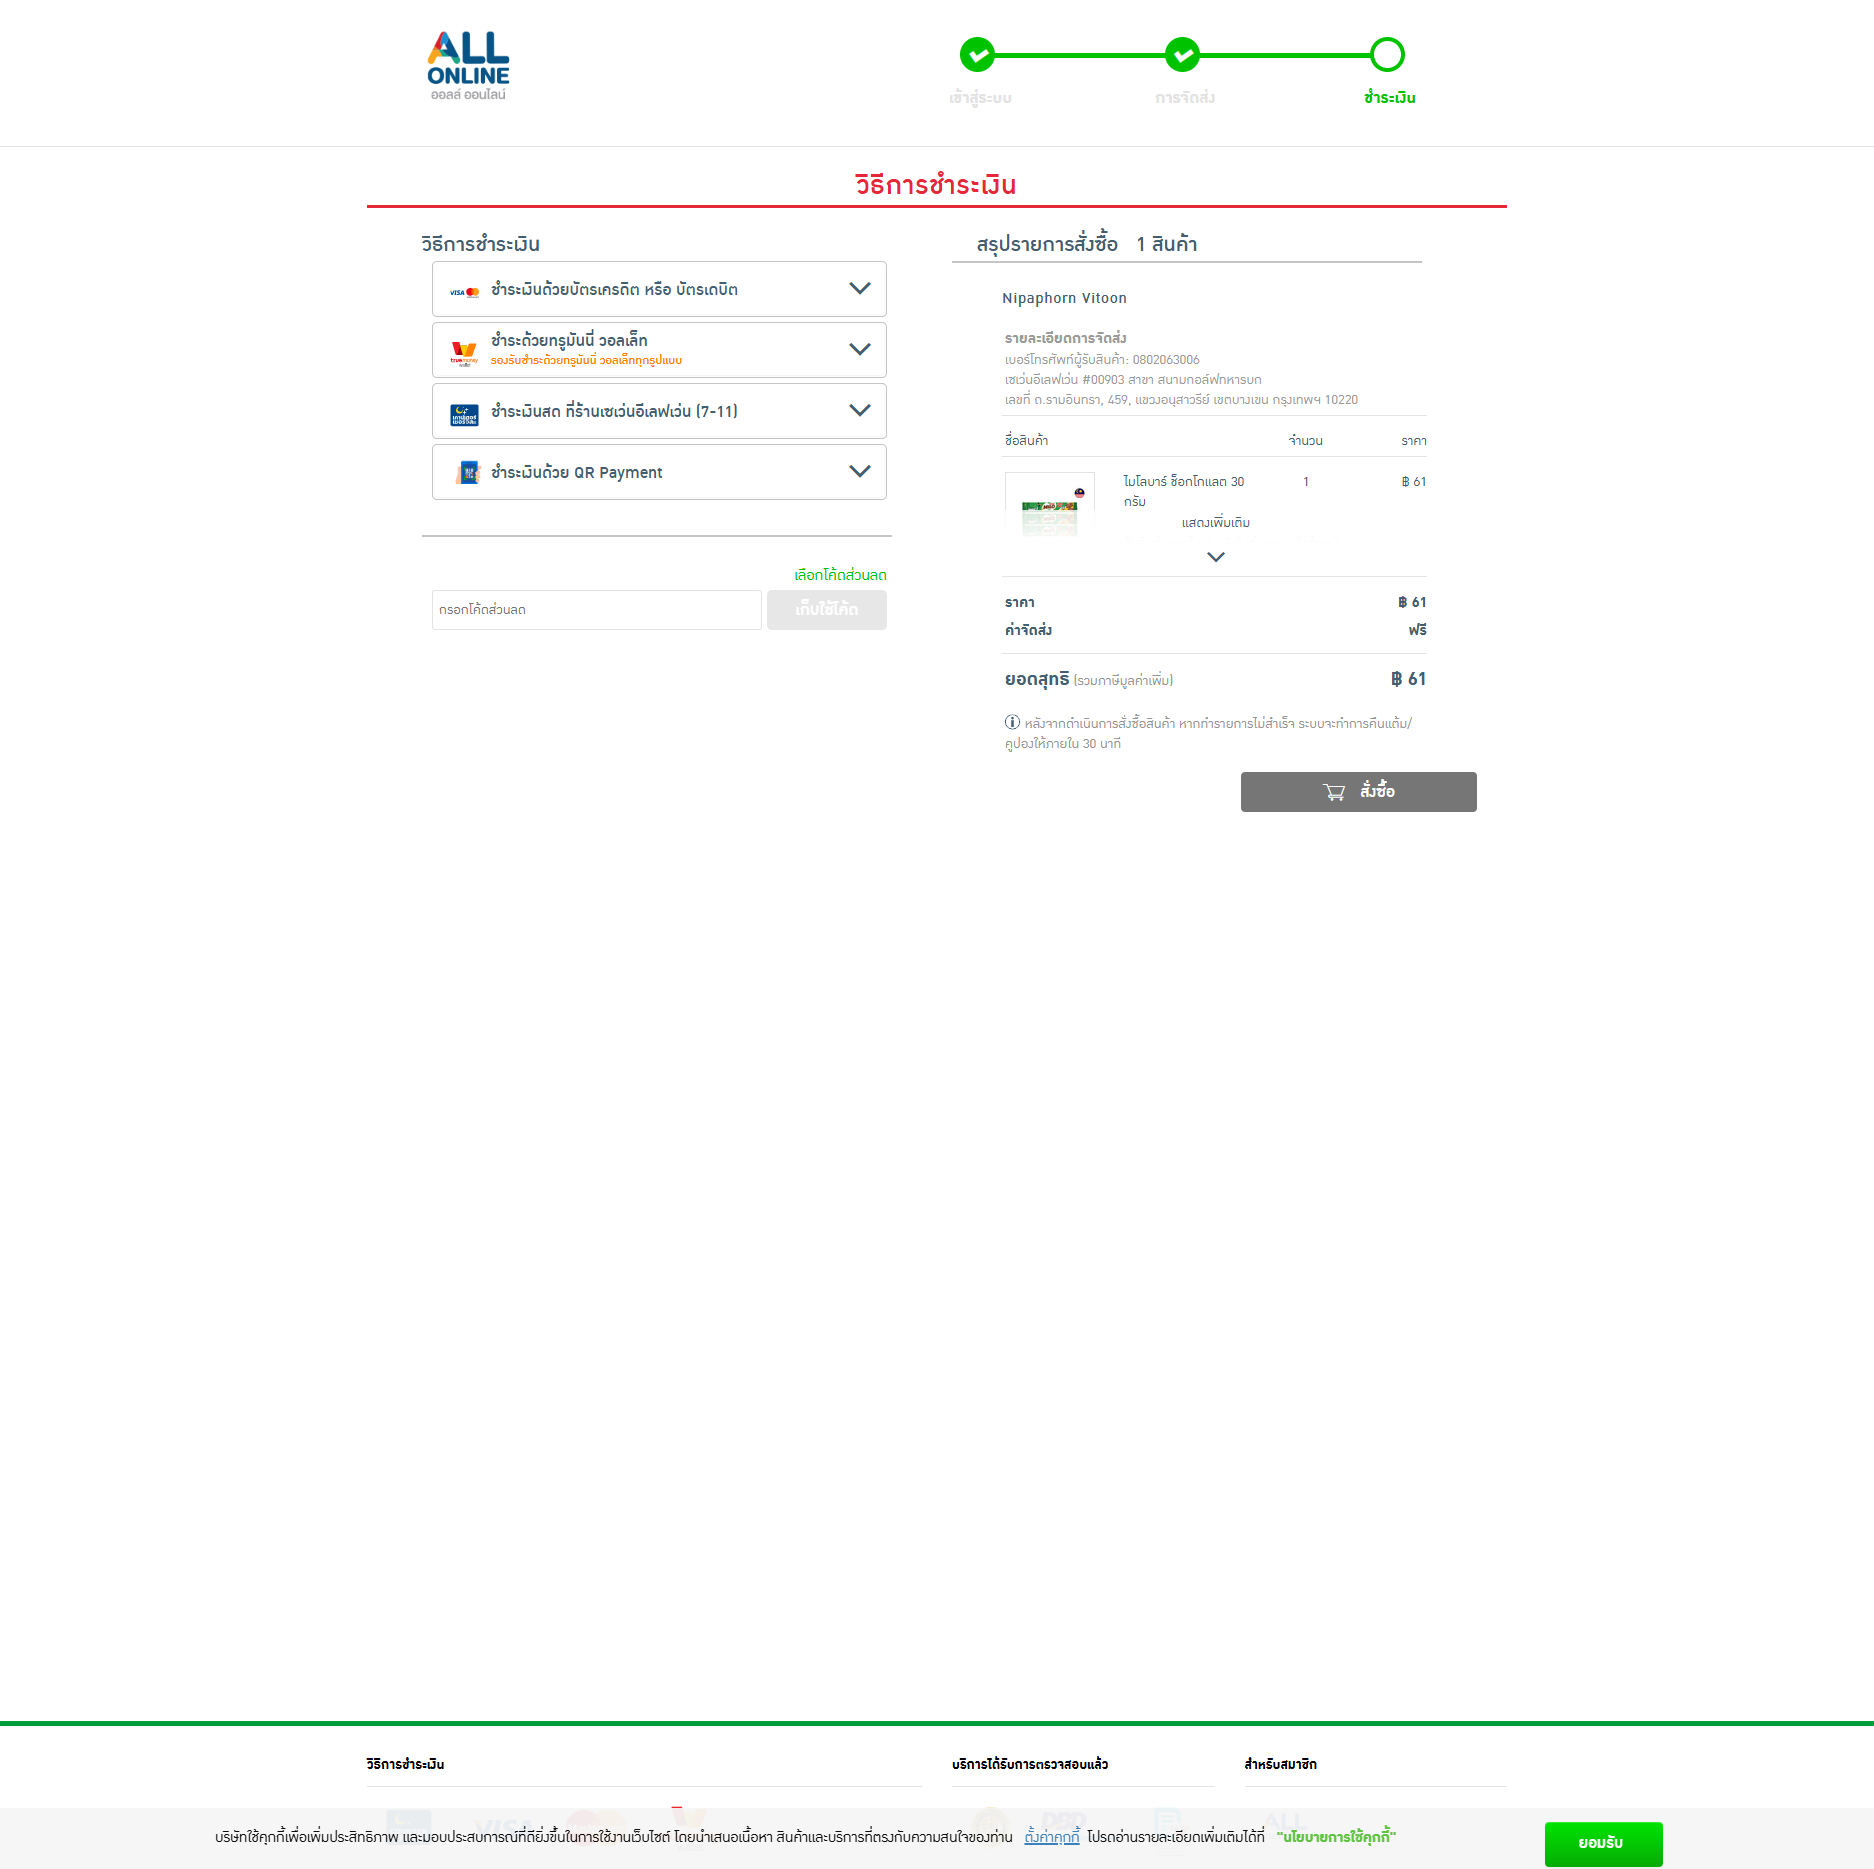 ALL
ONLINE
ออลล์ ออนไลน์
เข้าสู่ระบบ
การจัดส่ง
ชำระเงิน
วิธีการชำระเงิน
วิธีการชำระเงิน
VISA
ชำระเงินด้วยบัตรเครดิต หรือ บัตรเดบิต
ชำระด้วยทรูมันนี่ วอลเล็ท
รองรับชำระด้วยทรูมันนี่ วอลเล็ททุกรูปแบบ
true money
wallet
ชำระเงินสด ที่ร้านเซเว่นอีเลฟเว่น (7-11)
ชำระเงินด้วย QR Payment
เลือกโค้ดส่วนลด
กรอกโค้ดส่วนลด
เก็บใช้โค้ด
สรุปรายการสั่งซื้อ 1 สินค้า
Nipaphorn Vitoon
รายละเอียดการจัดส่ง
เบอร์โทรศัพท์ผู้รับสินค้า: 0802063006
เซเว่นอีเลฟเว่น #00903 สาขา สนามกอล์ฟทหารบก
เลขที่ ถ.รามอินทรา, 459, แขวงอนุสาวรีย์ เขตบางเขน กรุงเทพฯ 10220
ชื่อสินค้า จำนวน ราคา
ไมโลบาร์ ช็อกโกแลต 30 1 ฿ 61
กรัม
แสดงเพิ่มเติม
ราคา ฿ 61
ค่าจัดส่ง ฟรี
ยอดสุทธิ (รวมภาษีมูลค่าเพิ่ม) ฿ 61
หลังจากดำเนินการสั่งซื้อสินค้า หากทำรายการไม่สำเร็จ ระบบจะทำการคืนแต้ม/
คูปองให้ภายใน 30 นาที
สั่งซื้อ
วิธีการชำระเงิน
บริการได้รับการตรวจสอบแล้ว
สำหรับสมาชิก
VISA
DBD
ALL
บริษัทใช้คุกกี้เพื่อเพิ่มประสิทธิภาพ และมอบประสบการณ์ที่ดียิ่งขึ้นในการใช้งานเว็บไซต์ โดยนำเสนอเนื้อหา สินค้าและบริการที่ตรงกับความสนใจของท่าน ตั้งค่าคุกกี้ โปรดอ่านรายละเอียดเพิ่มเติมได้ที่ "นโยบายการใช้คุกกี้"
ยอมรับ